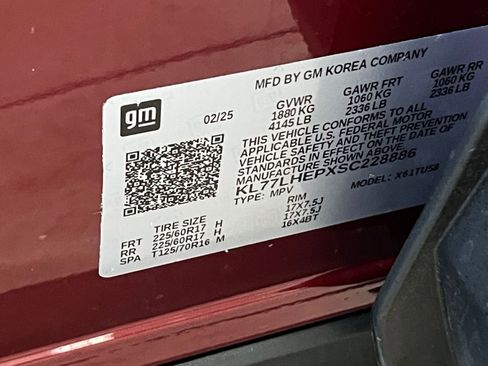 gm
MFD BY GM KOREA COMPANY
02/25 GVWR GAWR FRT GAWR RR
1880 KG 1060 KG 1060 KG
4145 LB 2336 LB 2336 LB
THIS VEHICLE CONFORMS TO ALL
APPLICABLE U.S. FEDERAL MOTOR
VEHICLE SAFETY AND THEFT PREVENTION
STANDARDS IN EFFECT ON THE DATE OF
MANUFACTURE SHOWN ABOVE.
KL77LHEPXSC228886
TYPE: MPV MODEL: X61TU58
TIRE SIZE RIM
FRT 225/60R17 H 17X7.5J
RR 225/60R17 H 17X7.5J
SPA T125/70R16 M 16X4BT